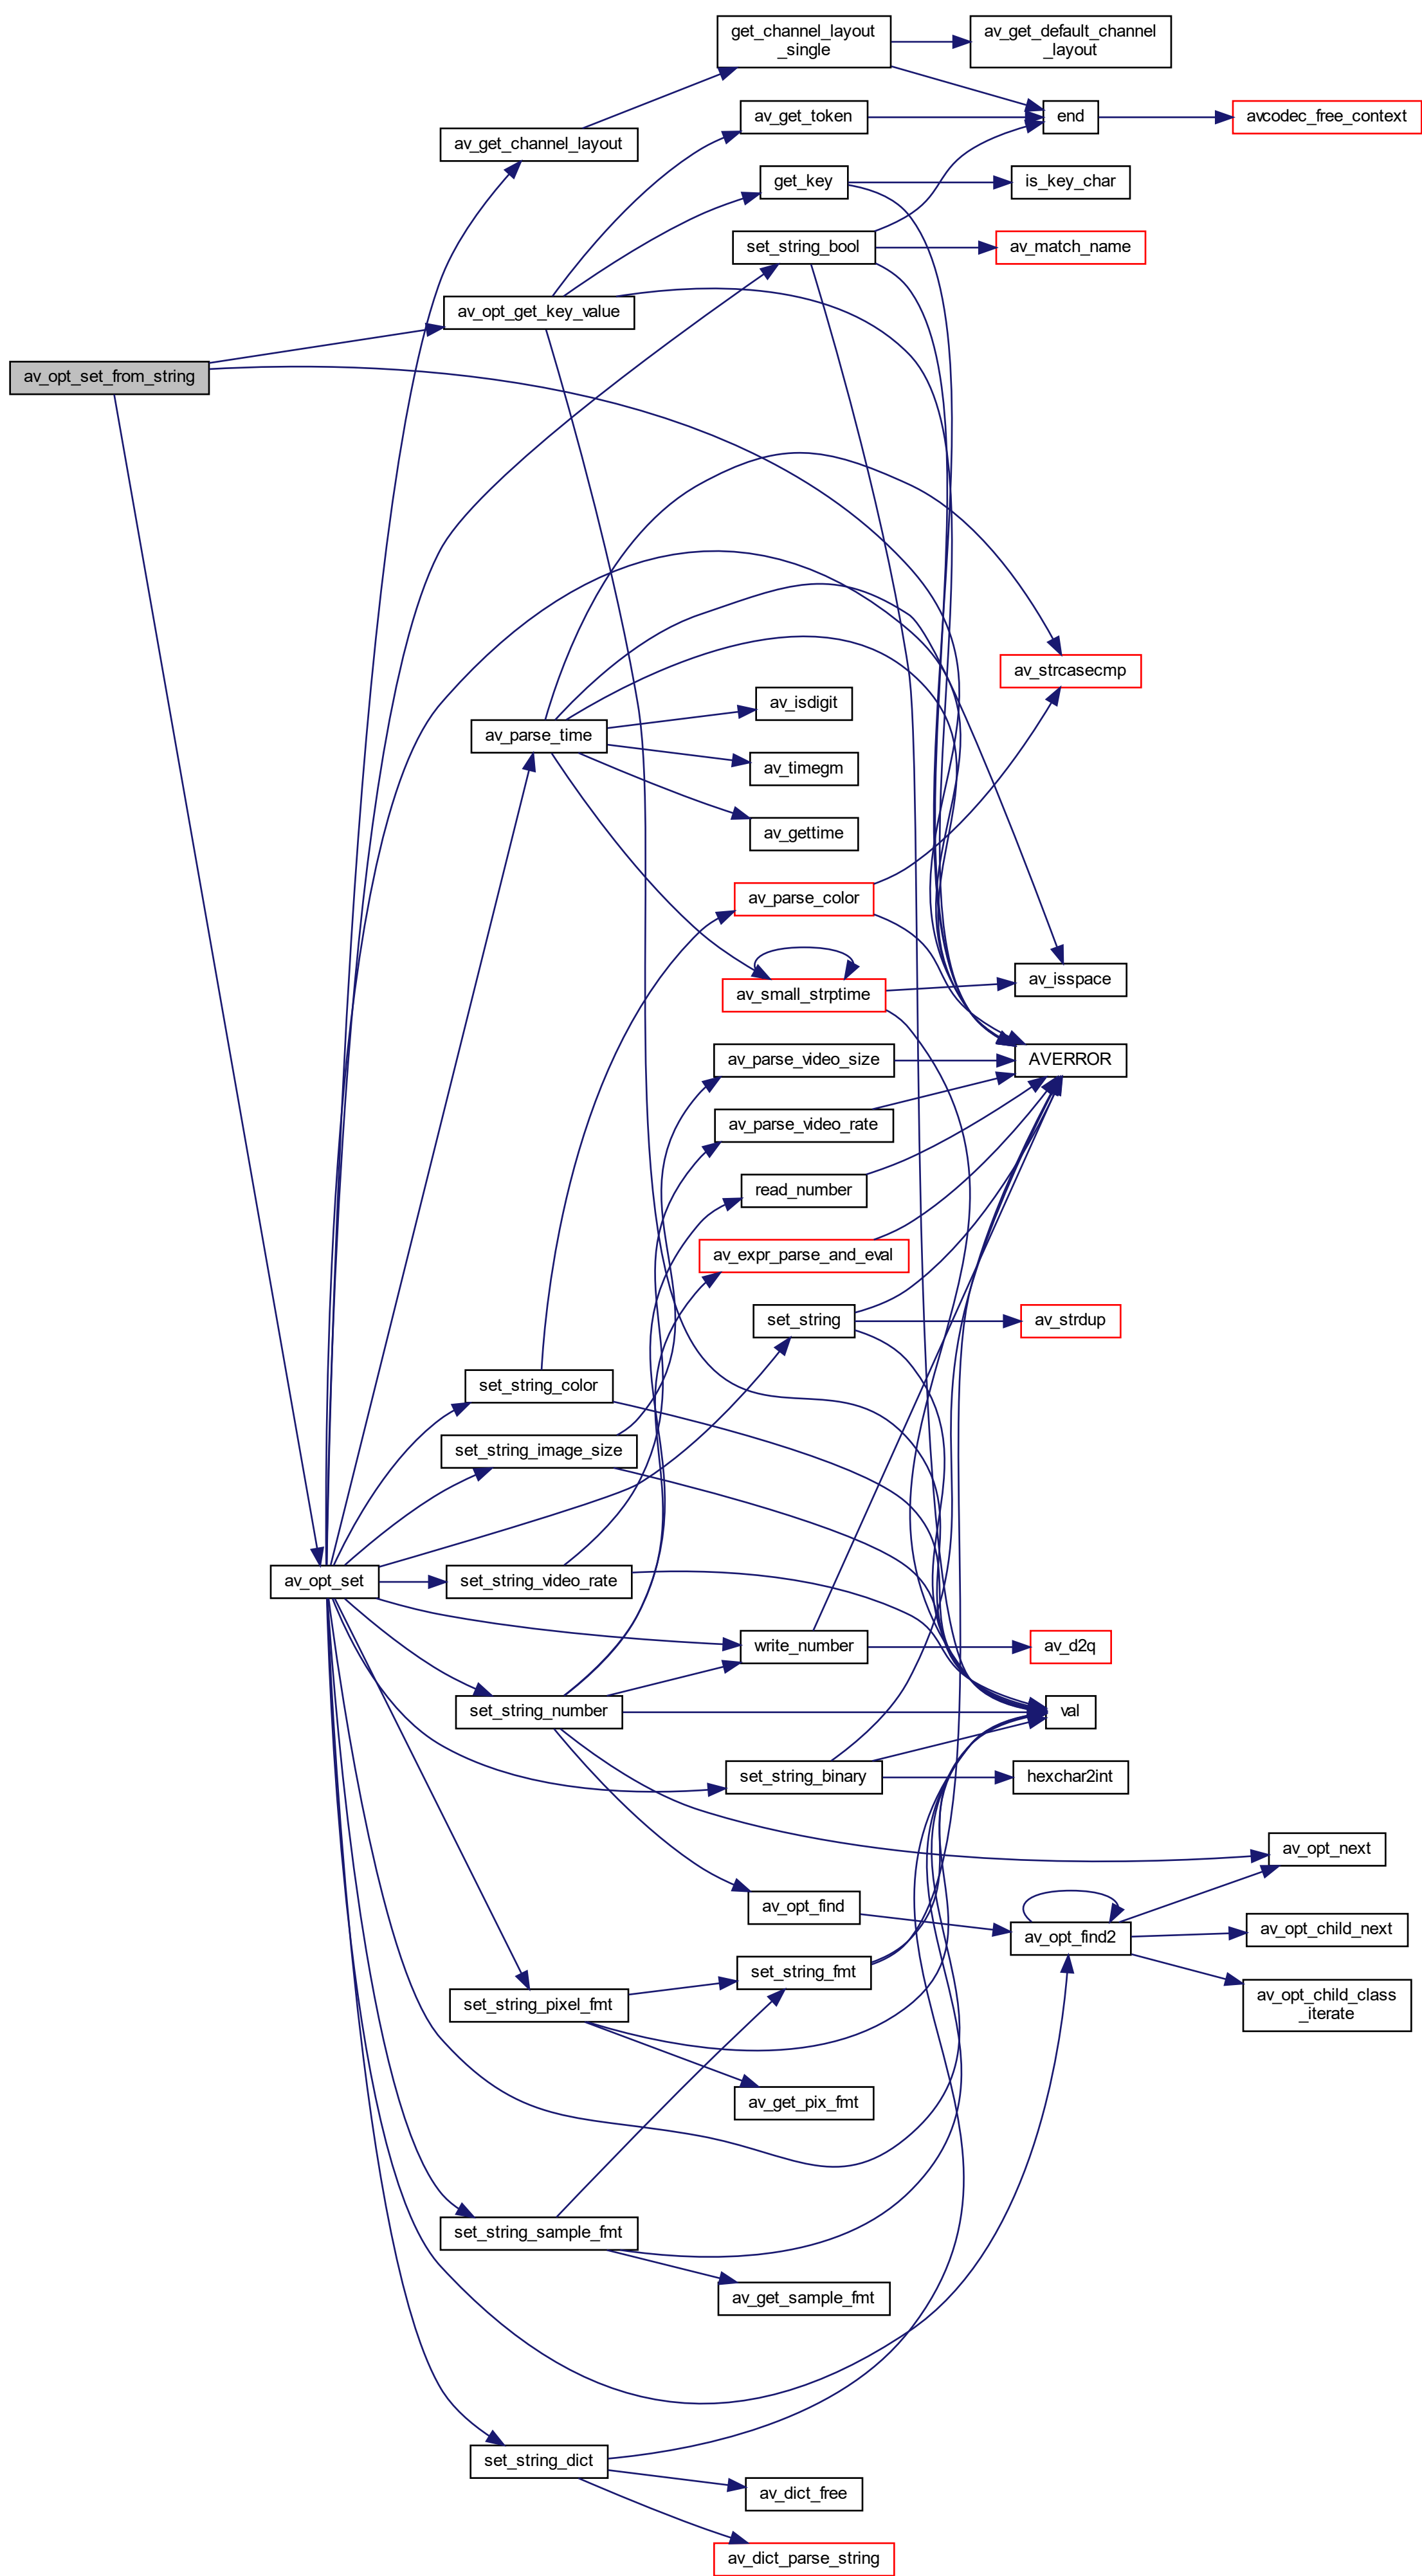 get_channel_layout
_single
av_get_default_channel
_layout
av_get_token
end
avcodec_free_context
av_get_channel_layout
get_key
is_key_char
set_string_bool
av_match_name
av_opt_get_key_value
av_opt_set_from_string
av_strcasecmp
av_isdigit
av_parse_time
av_timegm
av_gettime
av_parse_color
av_small_strptime
av_isspace
av_parse_video_size
AVERROR
av_parse_video_rate
read_number
av_expr_parse_and_eval
set_string
av_strdup
set_string_color
set_string_image_size
av_opt_set
set_string_video_rate
write_number
av_d2q
set_string_number
val
set_string_binary
hexchar2int
av_opt_next
av_opt_find
av_opt_find2
av_opt_child_next
set_string_fmt
set_string_pixel_fmt
av_opt_child_class
_iterate
av_get_pix_fmt
set_string_sample_fmt
av_get_sample_fmt
set_string_dict
av_dict_free
av_dict_parse_string